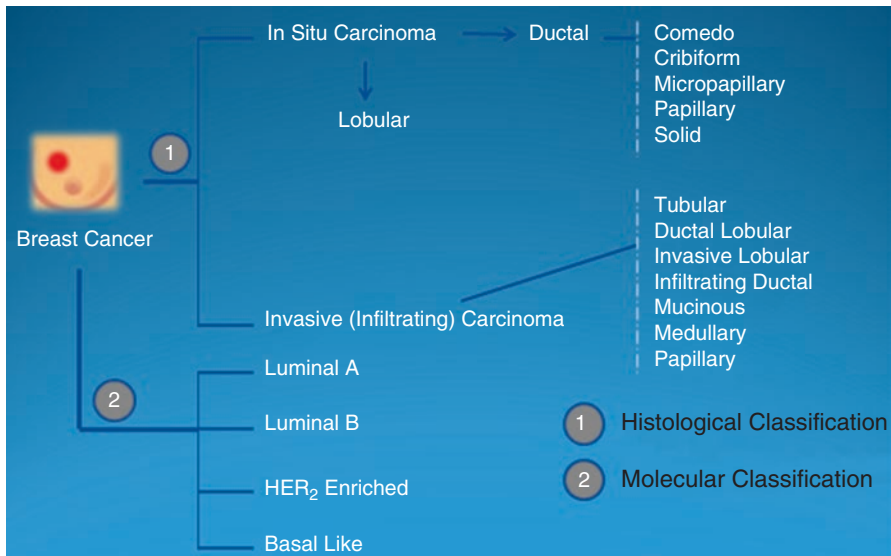 In Situ Carcinoma
Ductal
Comedo
Cribiform
Micropapillary
Papillary
Solid
Lobular
1
Breast Cancer
Tubular
Ductal Lobular
Invasive Lobular
Infiltrating Ductal
Mucinous
Medullary
Papillary
Invasive (Infiltrating) Carcinoma
2
Luminal A
Luminal B
HER₂ Enriched
Basal Like
1 Histological Classification
2 Molecular Classification